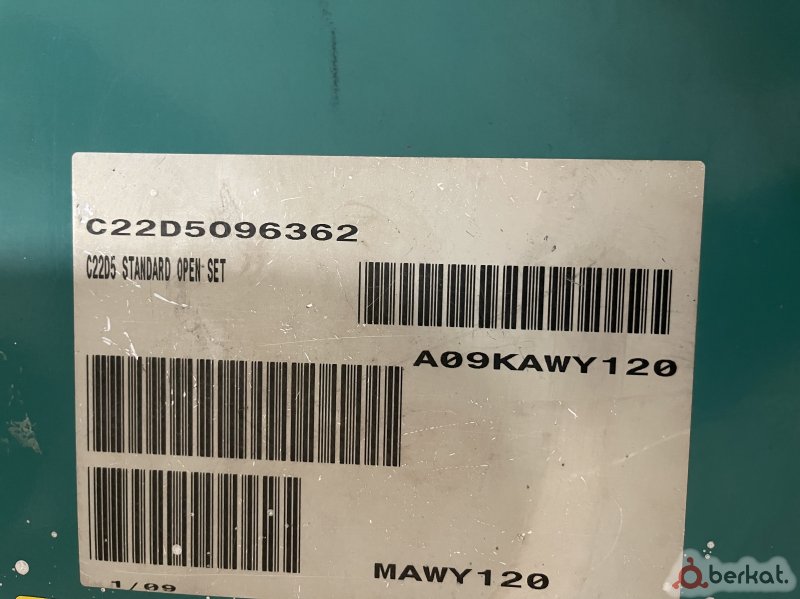 C22D5096362
C22D5 STANDARD OPEN SET
A09KAWY120
MAWY120
1/09
berkat.